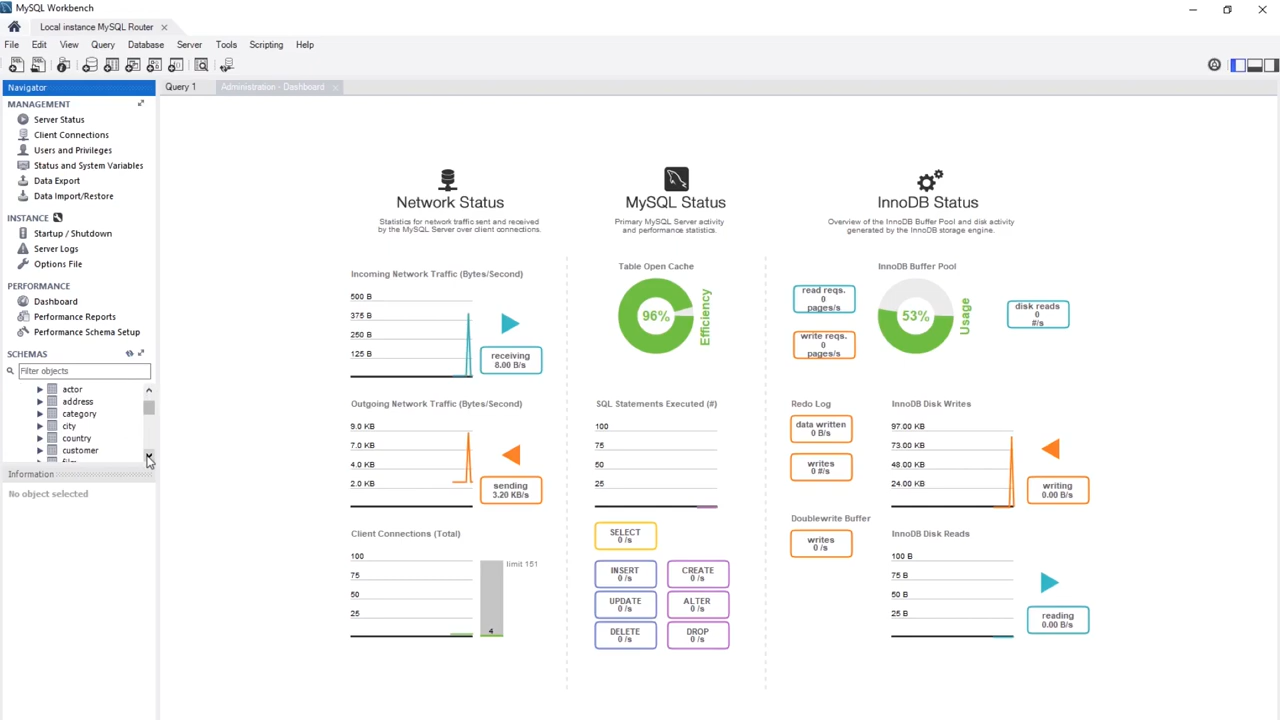 MySQL Workbench
Local instance MySQL Router
File Edit View Query Database Server Tools Scripting Help
Navigator
MANAGEMENT
Server Status
Client Connections
Users and Privileges
Status and System Variables
Data Export
Data Import/Restore
INSTANCE
Startup / Shutdown
Server Logs
Options File
PERFORMANCE
Dashboard
Performance Reports
Performance Schema Setup
SCHEMAS
Filter objects
actor
address
category
city
country
customer
Information
No object selected
Query 1
Administration - Dashboard
Network Status
Statistics for network traffic sent and received
by the MySQL Server over client connections.
Incoming Network Traffic (Bytes/Second)
500 B
375 B
250 B
125 B
receiving
8.00 B/s
Outgoing Network Traffic (Bytes/Second)
9.0 KB
7.0 KB
4.0 KB
2.0 KB
sending
3.20 KB/s
Client Connections (Total)
100
75
50
25
limit 151
4
MySQL Status
Primary MySQL Server activity
and performance statistics.
Table Open Cache
96%
Efficiency
SQL Statements Executed (#)
100
75
50
25
SELECT
0 /s
INSERT
0 /s
CREATE
0 /s
UPDATE
0 /s
ALTER
0 /s
DELETE
0 /s
DROP
0 /s
InnoDB Status
Overview of the InnoDB Buffer Pool and disk activity
generated by the InnoDB storage engine.
InnoDB Buffer Pool
read reqs.
0
pages/s
write reqs.
0
pages/s
53%
Usage
disk reads
0
#/s
Redo Log
data written
0 B/s
writes
0 #/s
Doublewrite Buffer
writes
0 /s
InnoDB Disk Writes
97.00 KB
73.00 KB
48.00 KB
24.00 KB
writing
0.00 B/s
InnoDB Disk Reads
100 B
75 B
50 B
25 B
reading
0.00 B/s